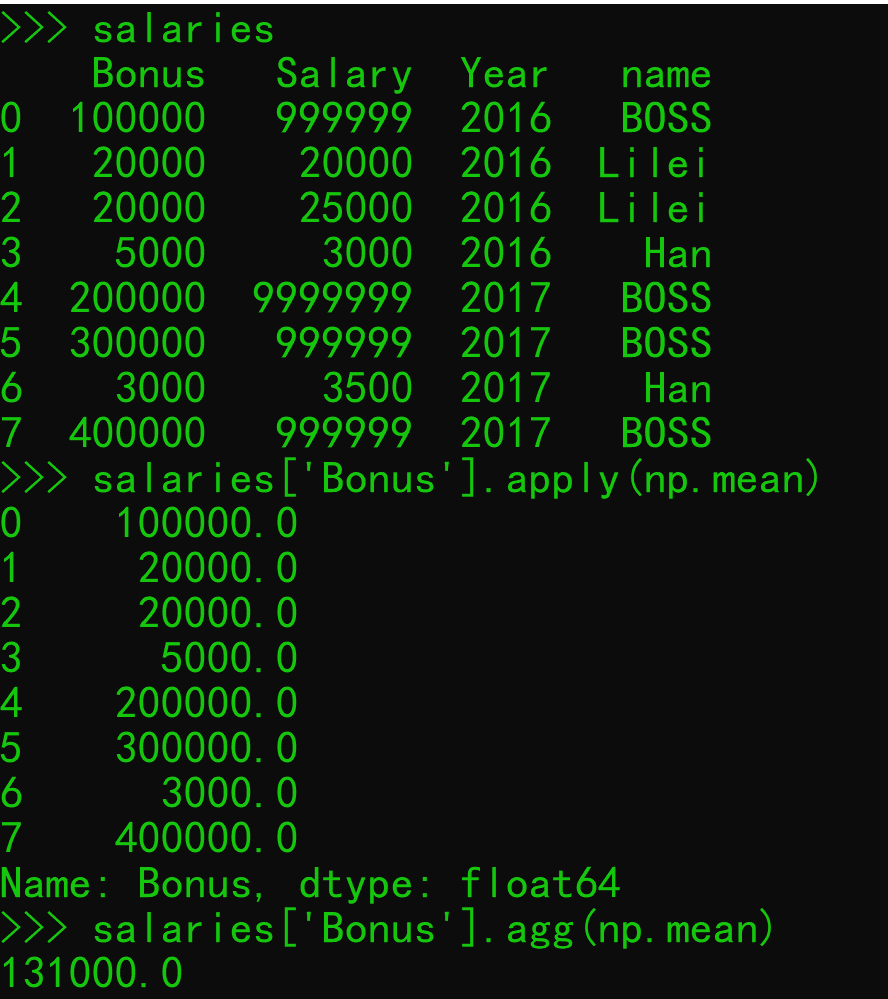 >>> salaries
    Bonus   Salary  Year   name
0  100000   999999  2016   BOSS
1   20000    20000  2016  Lilei
2   20000    25000  2016  Lilei
3    5000     3000  2016    Han
4  200000  9999999  2017   BOSS
5  300000   999999  2017   BOSS
6    3000     3500  2017    Han
7  400000   999999  2017   BOSS
>>> salaries['Bonus'].apply(np.mean)
0    100000.0
1     20000.0
2     20000.0
3      5000.0
4    200000.0
5    300000.0
6      3000.0
7    400000.0
Name: Bonus, dtype: float64
>>> salaries['Bonus'].agg(np.mean)
131000.0